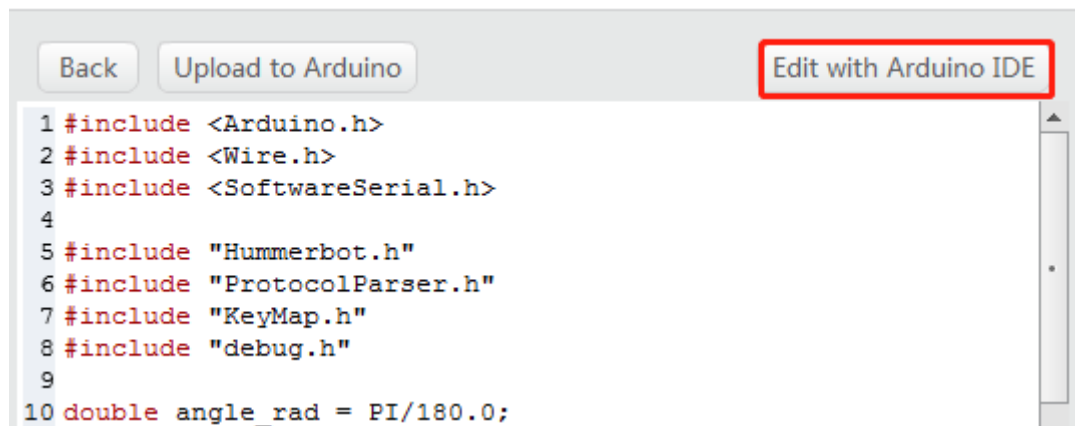 Back Upload to Arduino Edit with Arduino IDE
1 #include <Arduino.h>
2 #include <Wire.h>
3 #include <SoftwareSerial.h>
4
5 #include "Hummerbot.h"
6 #include "ProtocolParser.h"
7 #include "KeyMap.h"
8 #include "debug.h"
9
10 double angle_rad = PI/180.0;